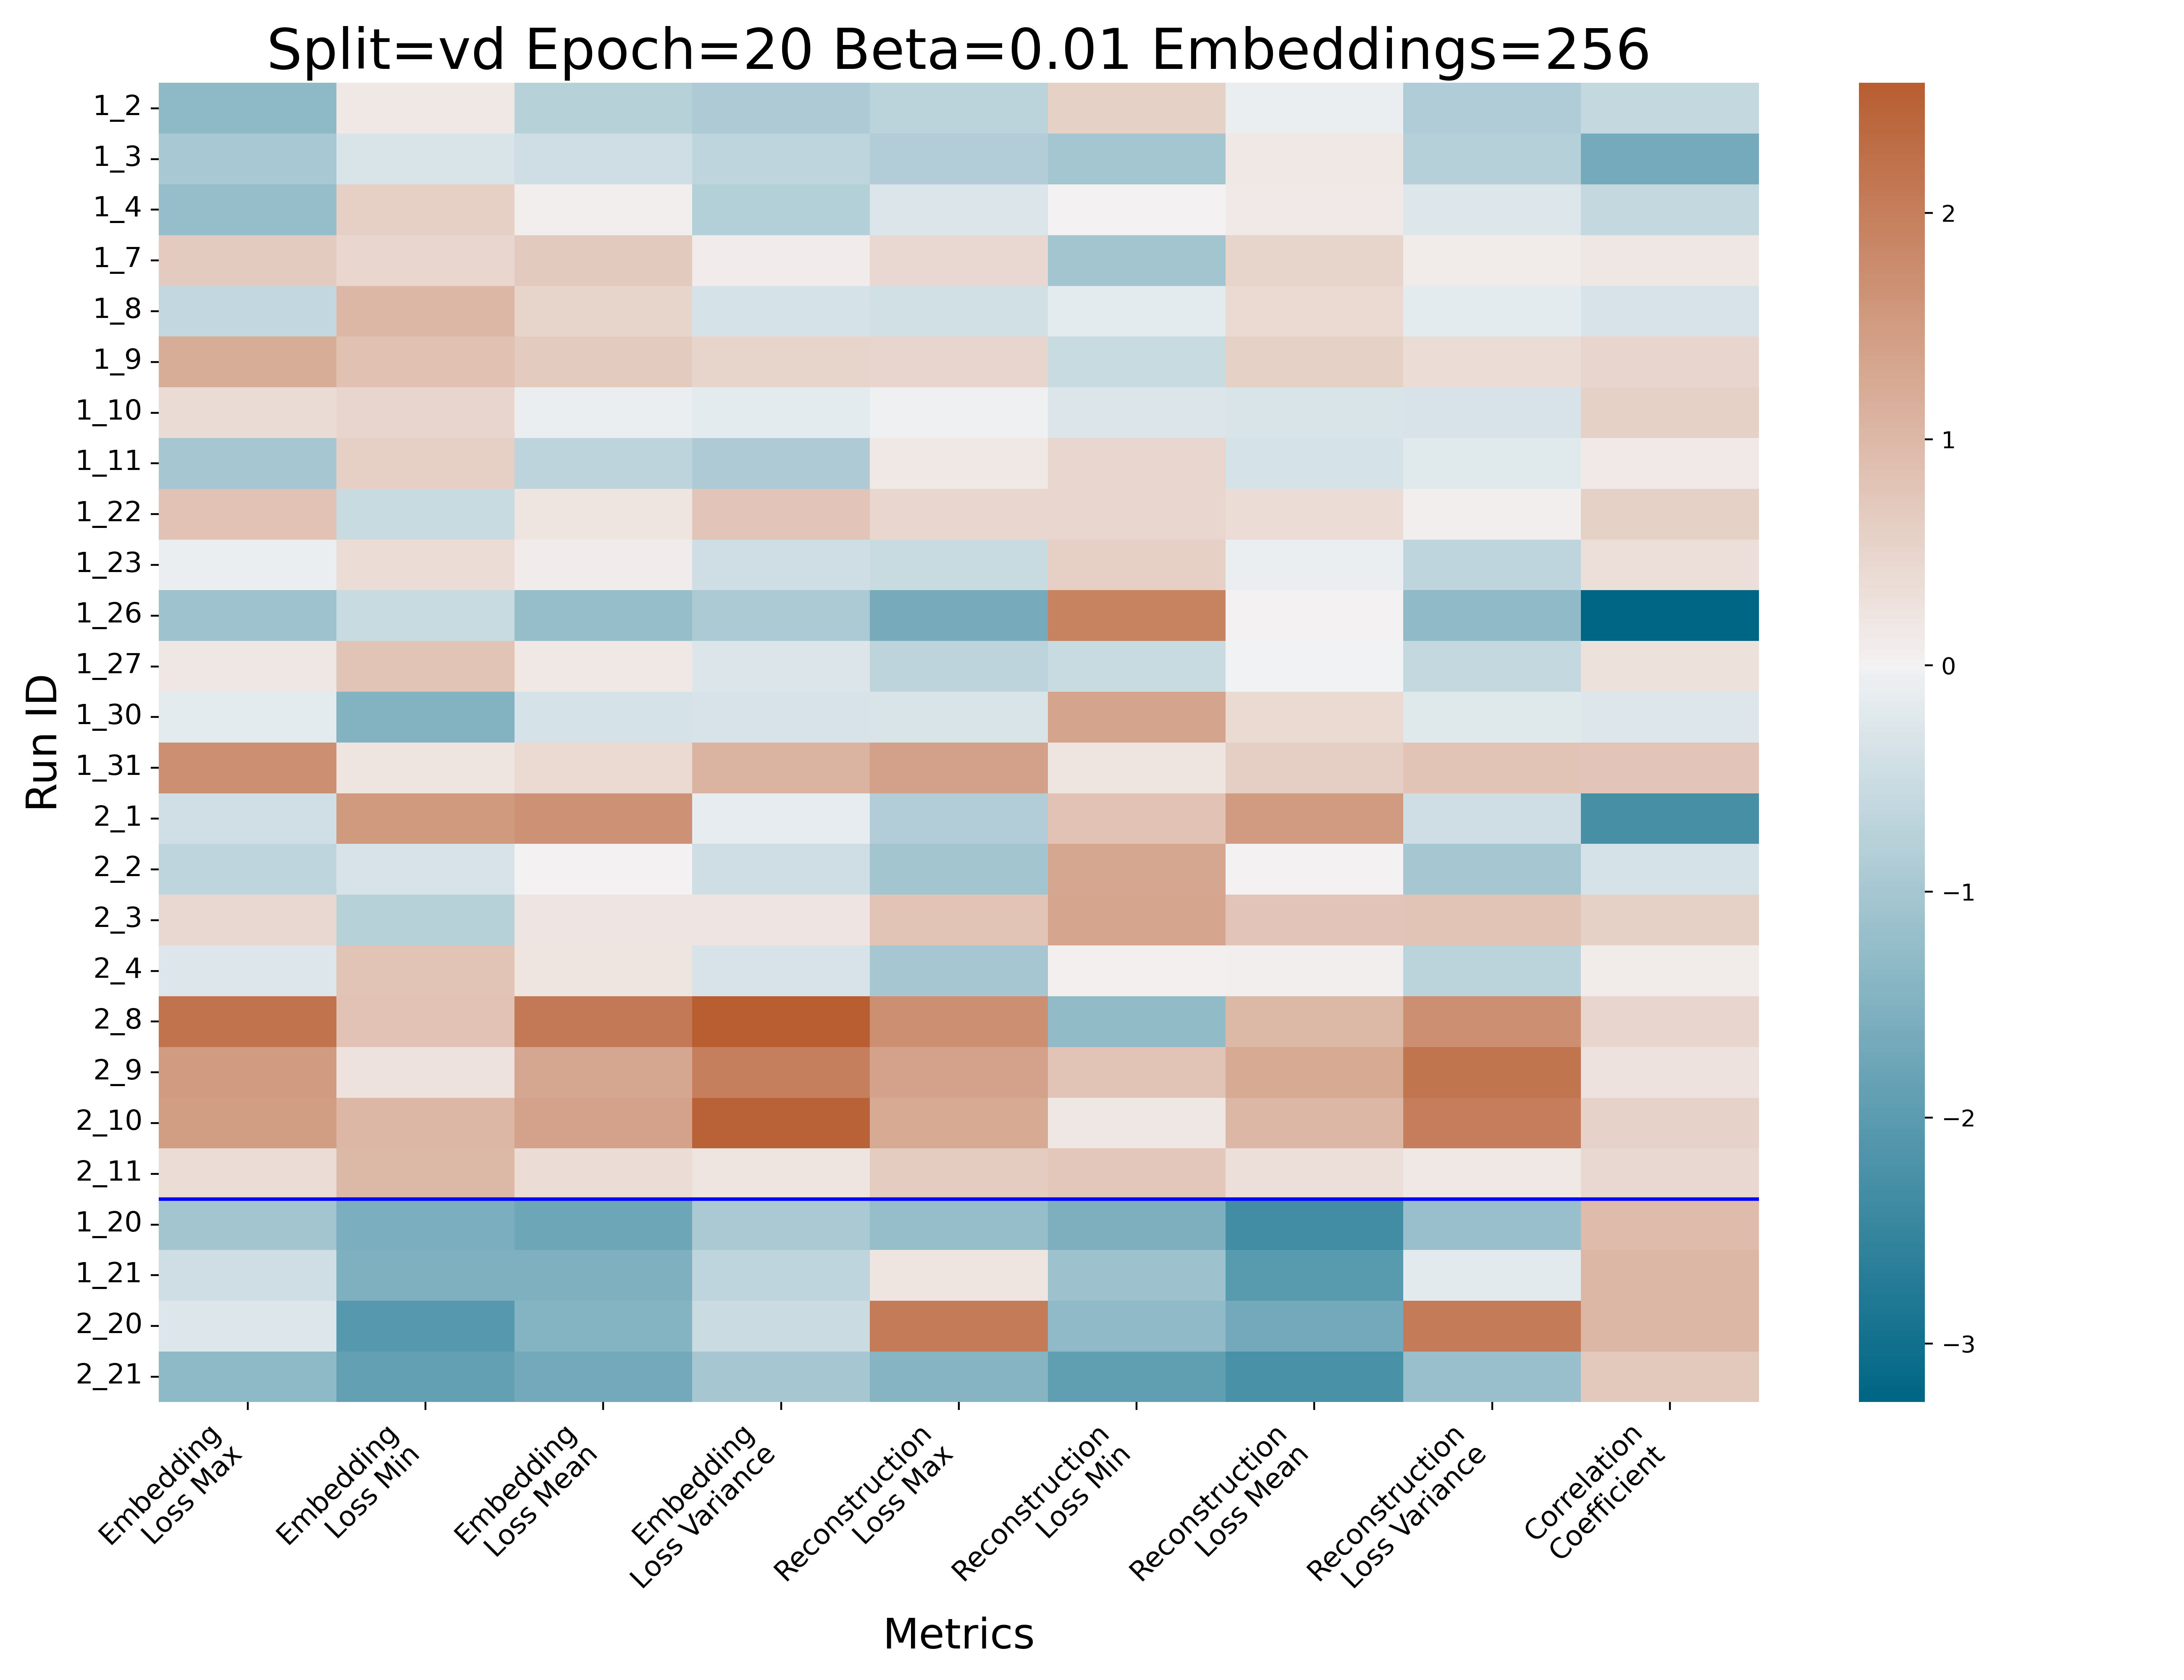 Split=vd Epoch=20 Beta=0.01 Embeddings=256
Run ID
1_2
1_3
1_4
1_7
1_8
1_9
1_10
1_11
1_22
1_23
1_26
1_27
1_30
1_31
2_1
2_2
2_3
2_4
2_8
2_9
2_10
2_11
1_20
1_21
2_20
2_21
Embedding
Loss Max
Embedding
Loss Min
Embedding
Loss Mean
Embedding
Loss Variance
Reconstruction
Loss Max
Reconstruction
Loss Min
Reconstruction
Loss Mean
Reconstruction
Loss Variance
Correlation
Coefficient
Metrics
2
1
0
−1
−2
−3